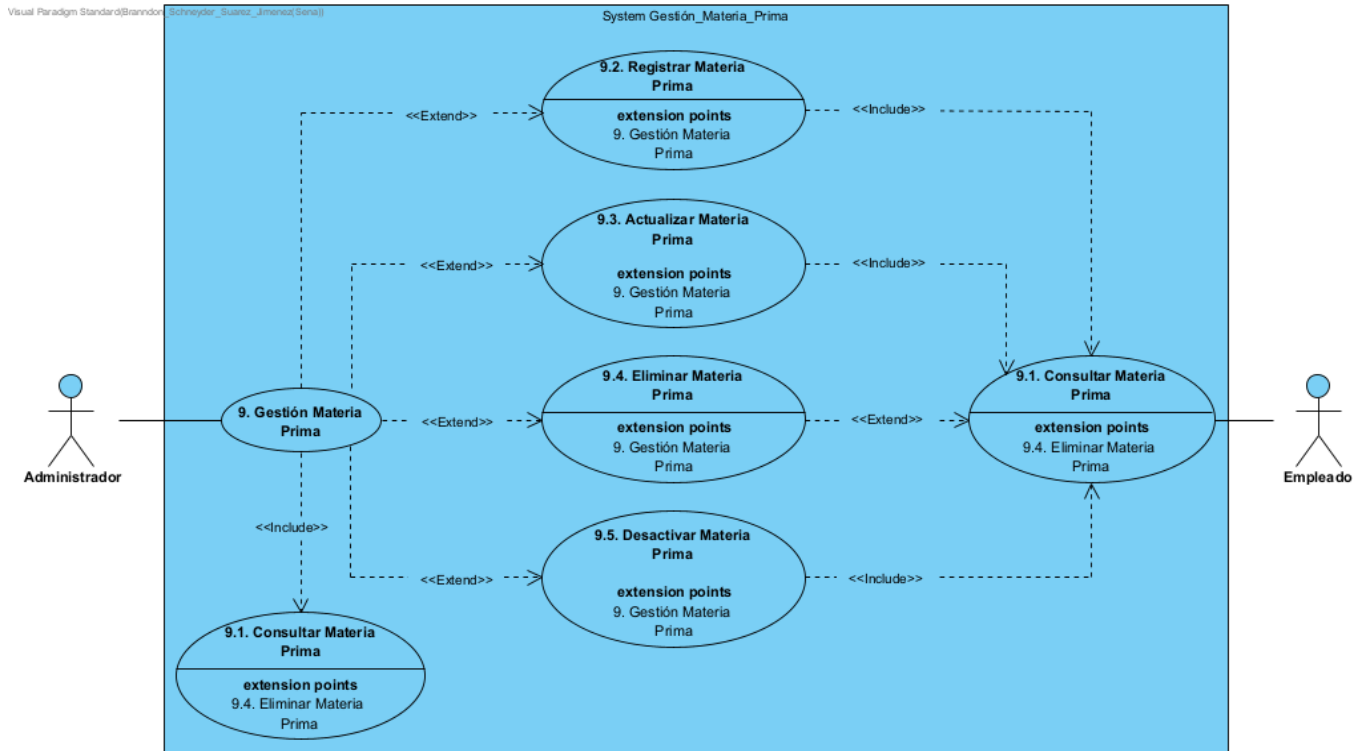 Visual Paradigm Standard(Branndon_Schneyder_Suarez_Jimenez(Sena))
System Gestión_Materia_Prima
9.2. Registrar Materia
Prima
extension points
9. Gestión Materia
Prima
<<Extend>>
<<Include>>
9.3. Actualizar Materia
Prima
extension points
9. Gestión Materia
Prima
<<Extend>>
<<Include>>
9.4. Eliminar Materia
Prima
extension points
9. Gestión Materia
Prima
<<Extend>>
<<Extend>>
9. Gestión Materia
Prima
Administrador
9.1. Consultar Materia
Prima
extension points
9.4. Eliminar Materia
Prima
Empleado
9.5. Desactivar Materia
Prima
extension points
9. Gestión Materia
Prima
<<Extend>>
<<Include>>
<<Include>>
9.1. Consultar Materia
Prima
extension points
9.4. Eliminar Materia
Prima